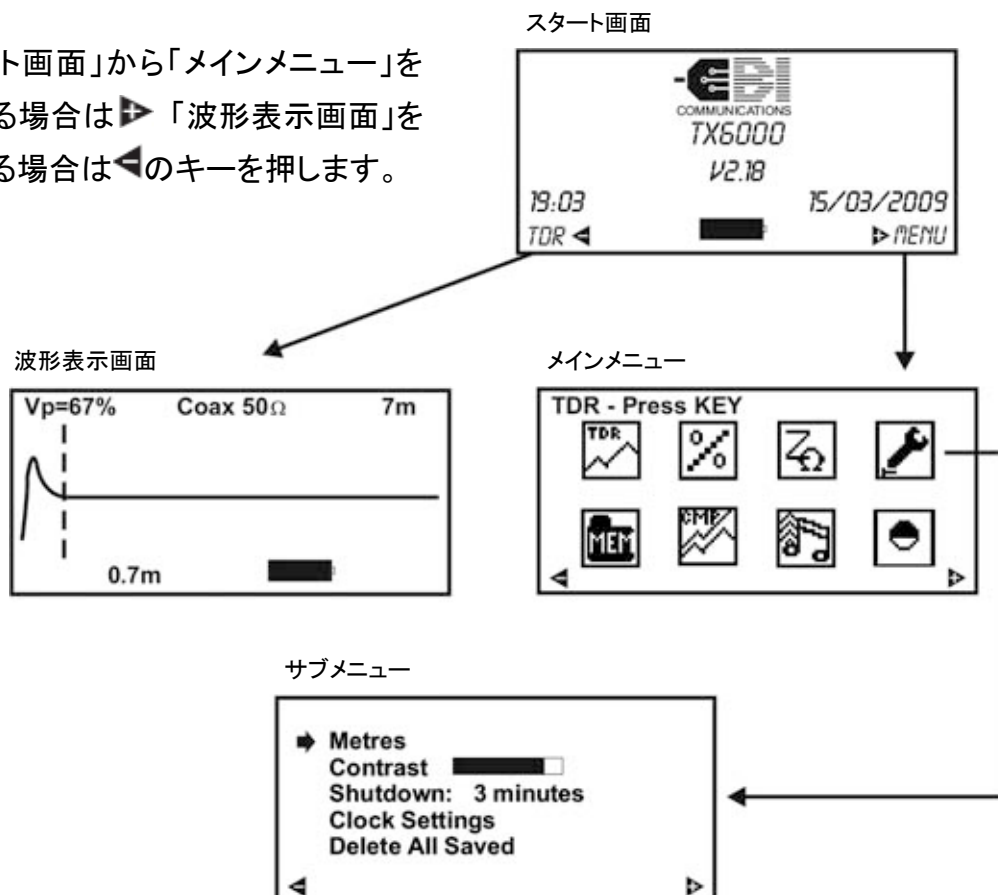 スタート画面
ト画面」から「メインメニュー」を
る場合は 「波形表示画面」を
る場合は のキーを押します。
EDI
COMMUNICATIONS
TX6000
V2.18
19:03 15/03/2009
TDR MENU
波形表示画面
メインメニュー
Vp=67% Coax 50Ω 7m
0.7m
TDR - Press KEY
TDR
%
ZΩ
MEM
CMP
サブメニュー
Metres
Contrast
Shutdown: 3 minutes
Clock Settings
Delete All Saved